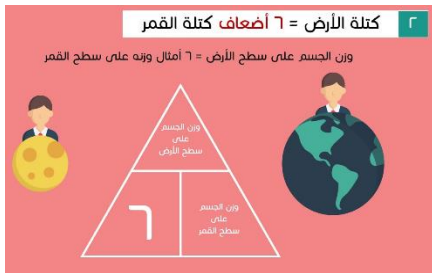 ٢ كتلة الأرض = ٦ أضعاف كتلة القمر
وزن الجسم على سطح الأرض = ٦ أمثال وزنه على سطح القمر
وزن الجسم
على
سطح الأرض
٦
وزن الجسم
على
سطح القمر